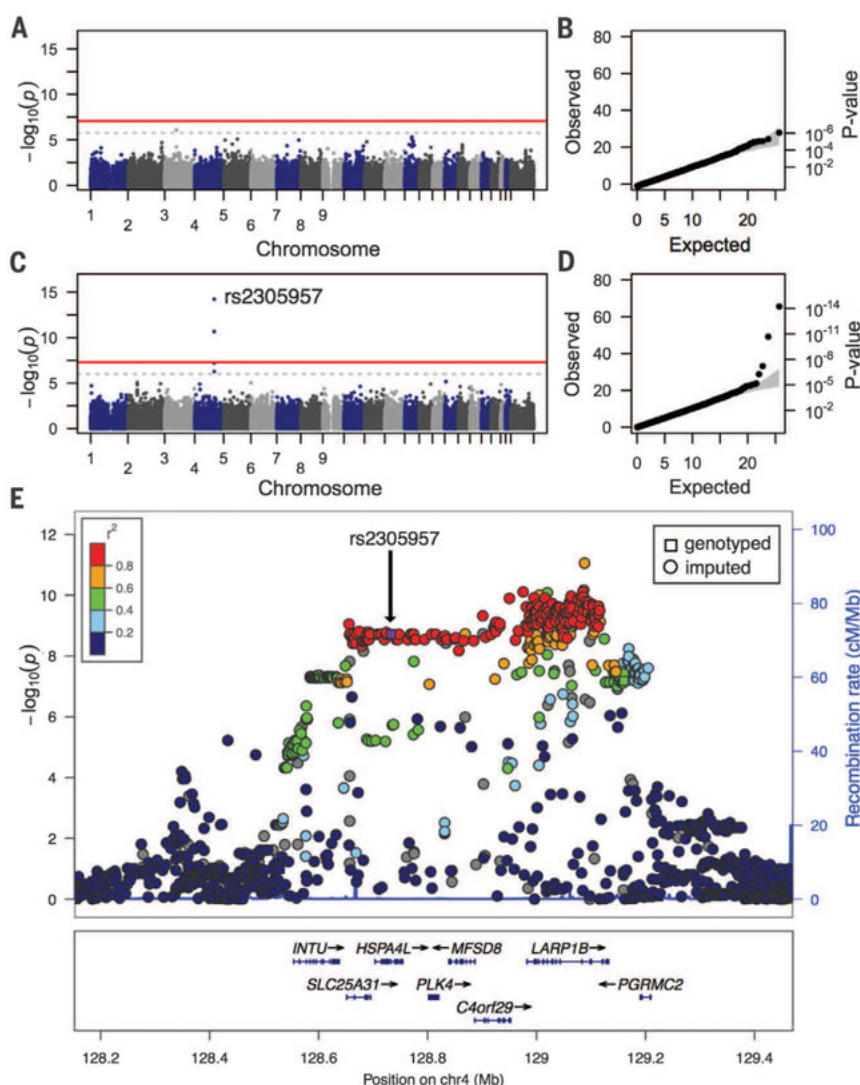 A
15
10
5
0
−log10(p)
1 2 3 4 5 6 7 8 9
Chromosome
B
80
60
40
20
0
Observed
10-6
10-4
10-2
P-value
0 5 10 20
Expected
C
rs2305957
15
10
5
0
−log10(p)
1 2 3 4 5 6 7 8 9
Chromosome
D
80
60
40
20
0
Observed
10-14
10-11
10-8
10-5
10-2
P-value
0 5 10 20
Expected
E
r2
0.8
0.6
0.4
0.2
rs2305957
genotyped
imputed
12
10
8
6
4
2
0
−log10(p)
100
80
60
40
20
0
Recombination rate (cM/Mb)
INTU→ HSPA4L→ ←MFSD8 LARP1B→
SLC25A31→ PLK4→ ←PGRMC2
C4orf29→
128.2 128.4 128.6 128.8 129 129.2 129.4
Position on chr4 (Mb)